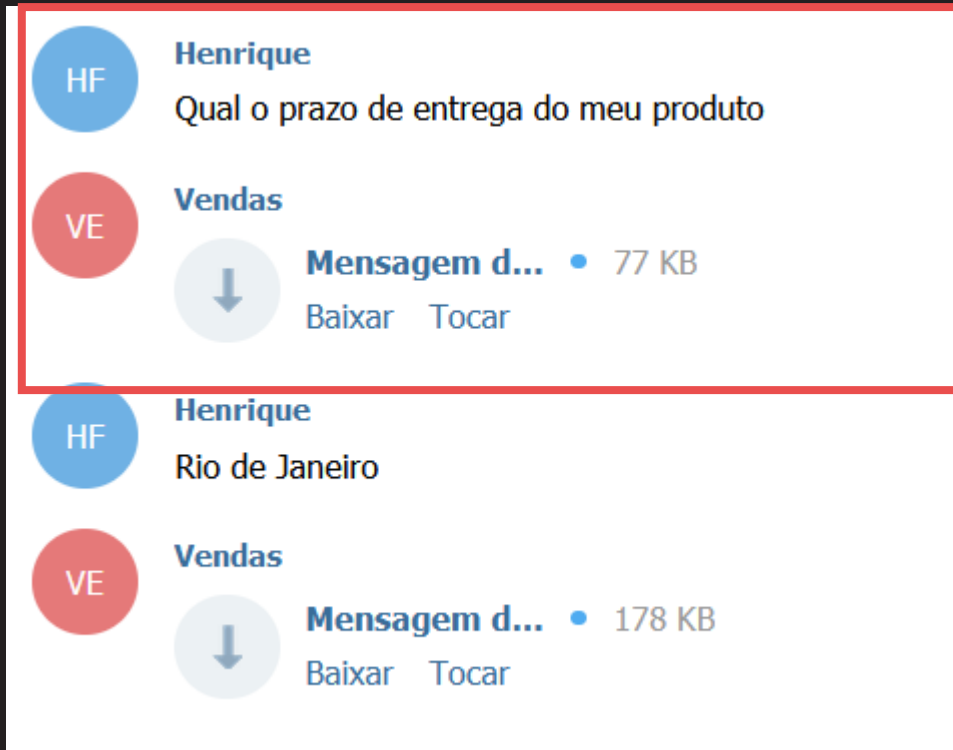 HF
Henrique
Qual o prazo de entrega do meu produto
VE
Vendas
Mensagem d... • 77 KB
Baixar Tocar
HF
Henrique
Rio de Janeiro
VE
Vendas
Mensagem d... • 178 KB
Baixar Tocar